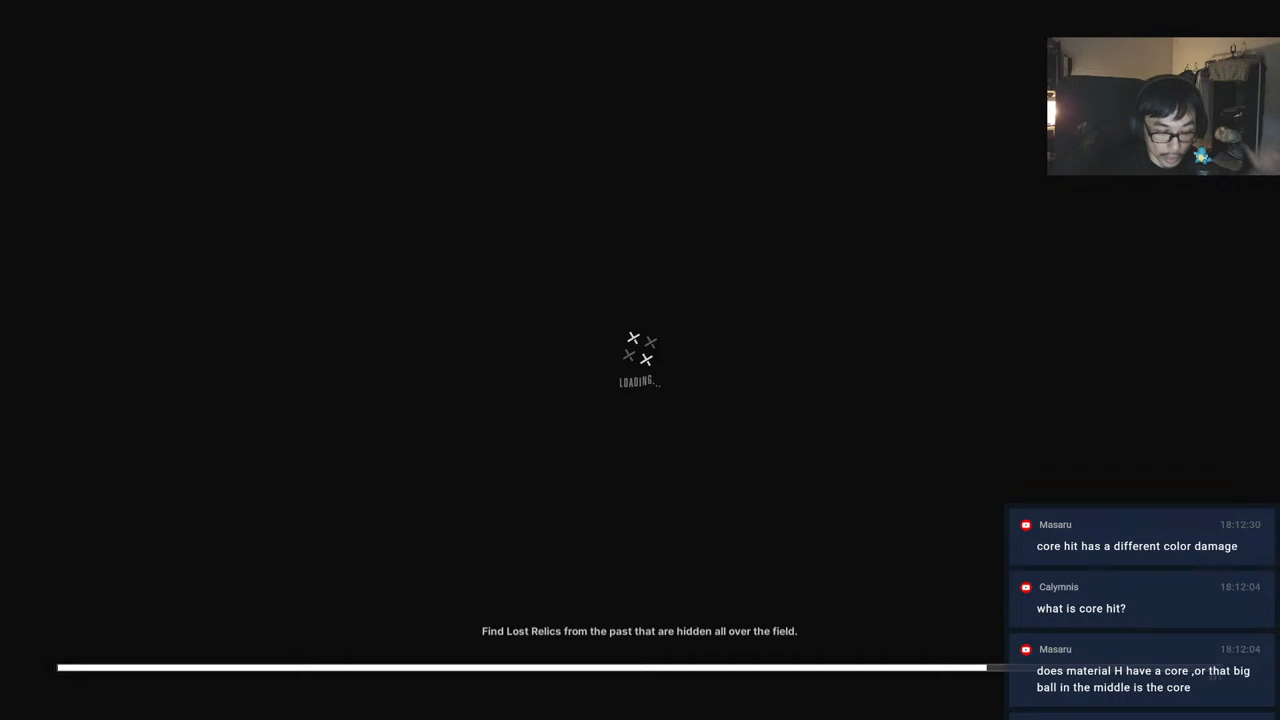 LOADING...
Find Lost Relics from the past that are hidden all over the field.
Masaru 18:12:30
core hit has a different color damage
Calymnis 18:12:04
what is core hit?
Masaru 18:12:04
does material H have a core ,or that big
ball in the middle is the core